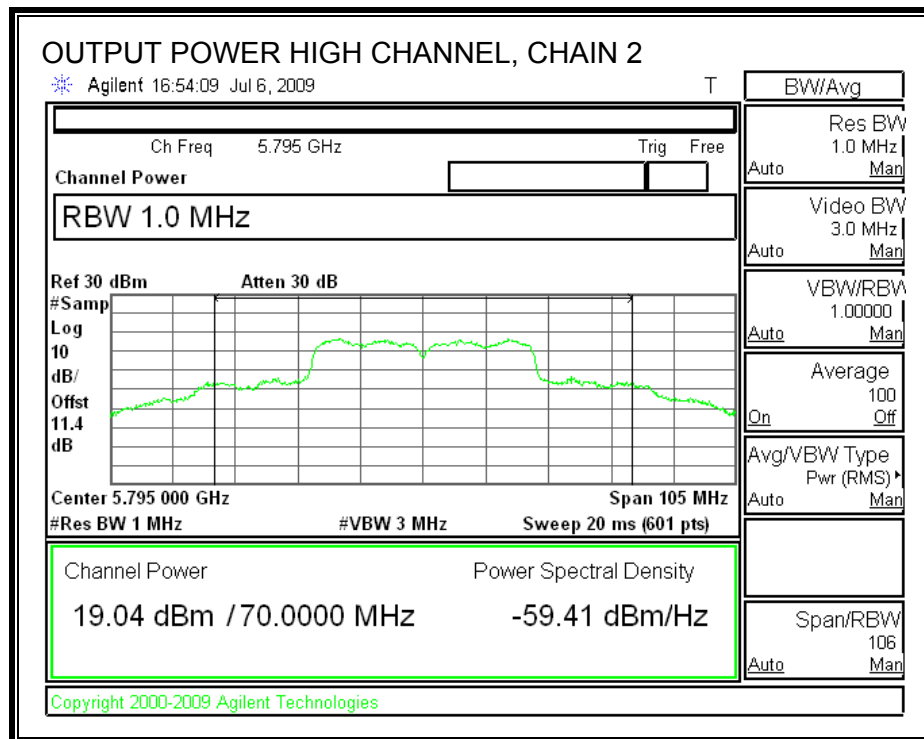 OUTPUT POWER HIGH CHANNEL, CHAIN 2
Agilent 16:54:09 Jul 6, 2009 T
Ch Freq 5.795 GHz Trig Free
Channel Power
RBW 1.0 MHz
Ref 30 dBm Atten 30 dB
#Samp
Log
10
dB/
Offst
11.4
dB
Center 5.795 000 GHz Span 105 MHz
#Res BW 1 MHz #VBW 3 MHz Sweep 20 ms (601 pts)
Channel Power Power Spectral Density
19.04 dBm / 70.0000 MHz -59.41 dBm/Hz
Copyright 2000-2009 Agilent Technologies
BW/Avg
Res BW
1.0 MHz
Auto Man
Video BW
3.0 MHz
Auto Man
VBW/RBW
1.00000
Auto Man
Average
100
On Off
Avg/VBW Type
Pwr (RMS)
Auto Man
Span/RBW
106
Auto Man